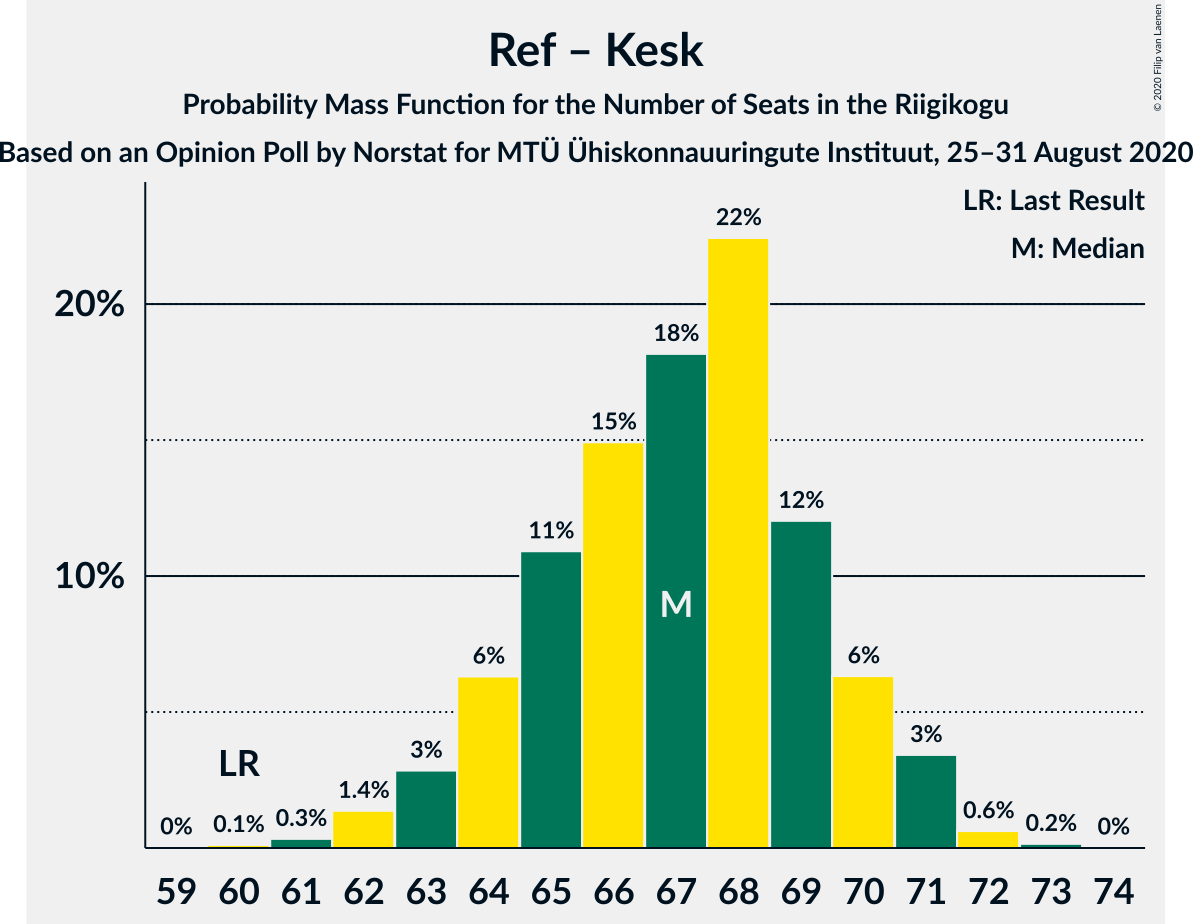 Ref – Kesk
Probability Mass Function for the Number of Seats in the Riigikogu
Based on an Opinion Poll by Norstat for MTÜ Ühiskonnauuringute Instituut, 25–31 August 2020
© 2020 Filip van Laenen
LR: Last Result
M: Median
22%
20%
18%
15%
12%
11%
10%
M
6%
6%
3%
LR
3%
1.4%
0.6%
0.3%
0.2%
0.1%
0%
0%
59 60 61 62 63 64 65 66 67 68 69 70 71 72 73 74